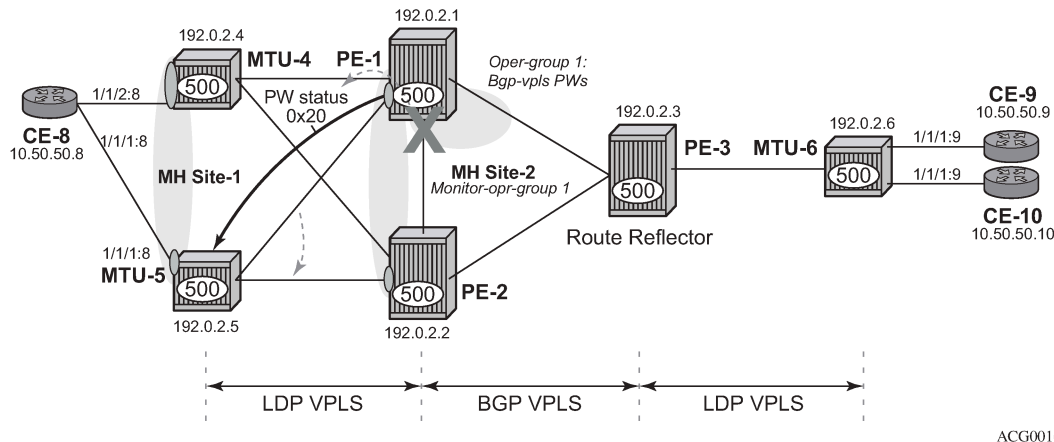 192.0.2.1
192.0.2.4
MTU-4
PE-1
Oper-group 1:
Bgp-vpls PWs
500
500
PW status
0x20
1/1/2:8
CE-8
10.50.50.8
1/1/1:8
192.0.2.3
CE-9
10.50.50.9
192.0.2.6
PE-3
MTU-6
1/1/1:9
MH Site-1
MH Site-2
Monitor-opr-group 1
500
500
1/1/1:9
CE-10
10.50.50.10
Route Reflector
1/1/1:8
MTU-5
500
500
PE-2
192.0.2.5
192.0.2.2
LDP VPLS
BGP VPLS
LDP VPLS
ACG001